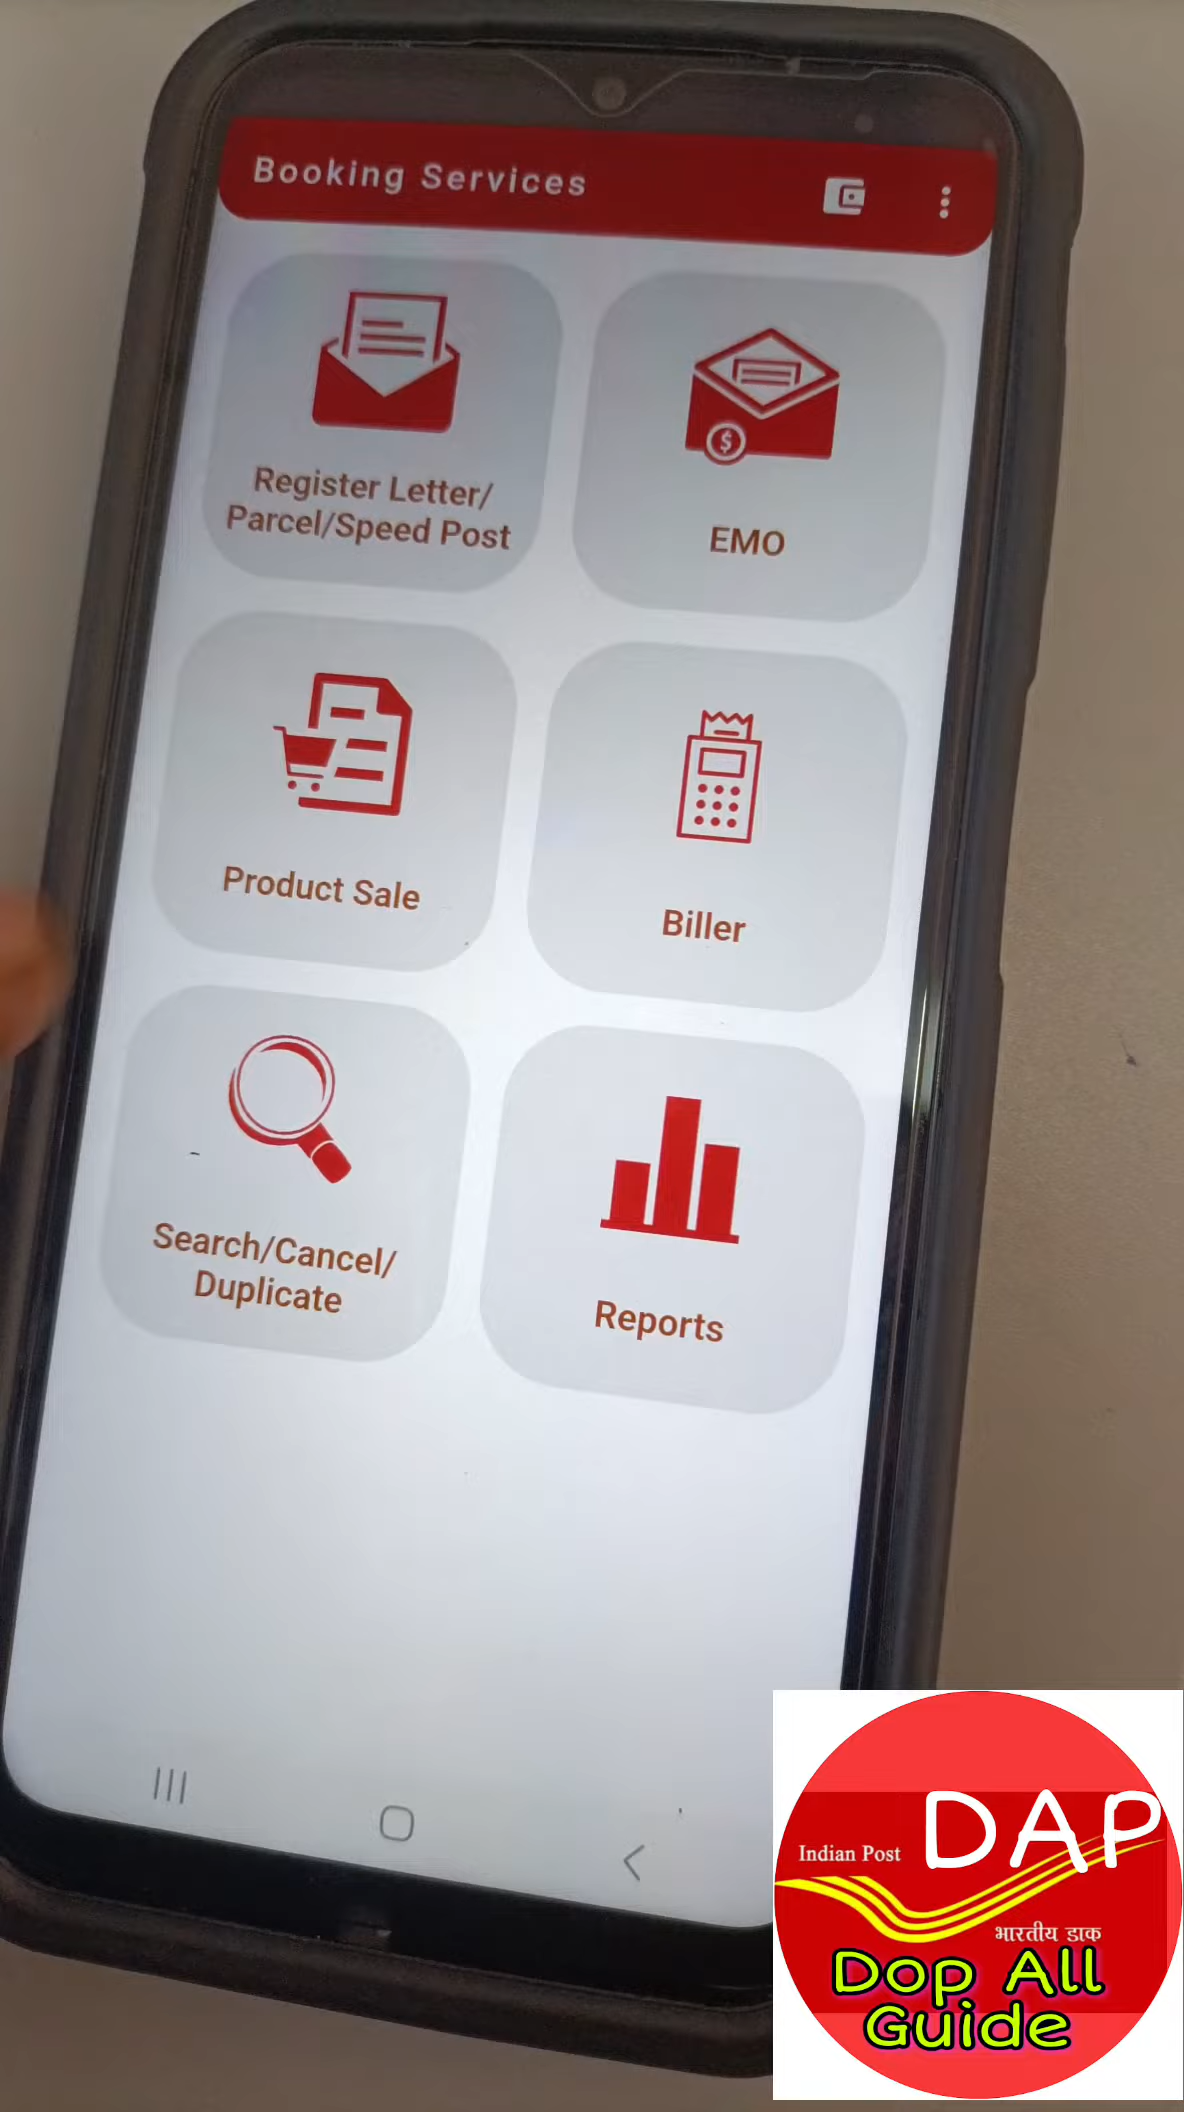 Booking Services
Register Letter/
Parcel/Speed Post
EMO
Product Sale
Biller
Search/Cancel/
Duplicate
Reports
Indian Post
DAP
भारतीय डाक
Dop All
Guide